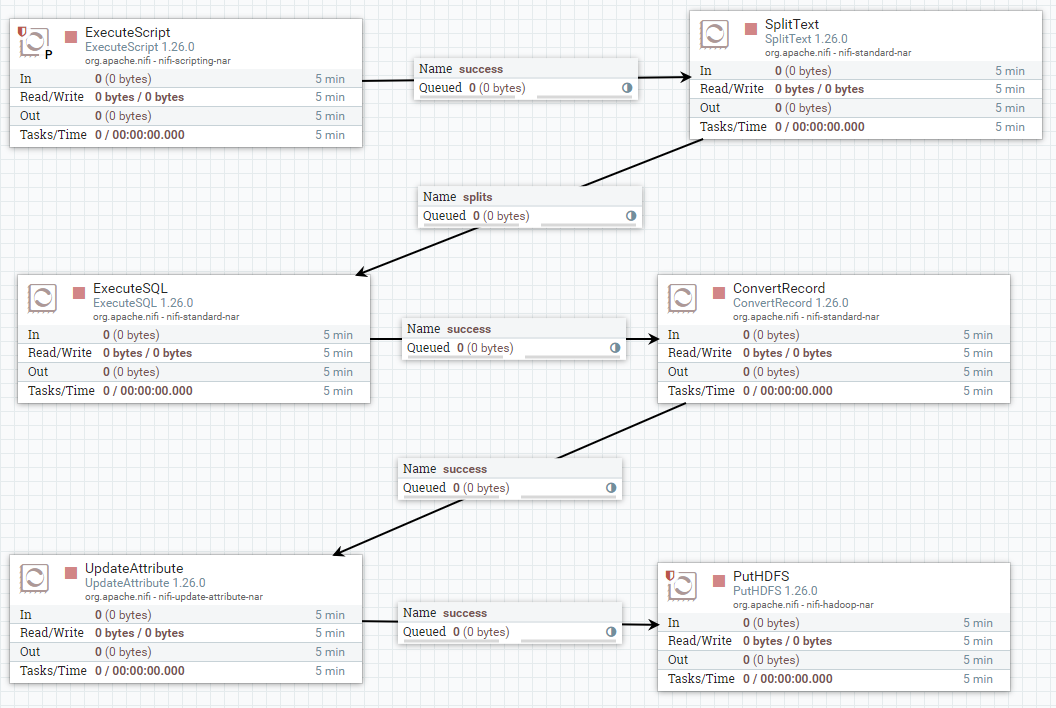 ExecuteScript
ExecuteScript 1.26.0
org.apache.nifi - nifi-scripting-nar
P
In 0 (0 bytes) 5 min
Read/Write 0 bytes / 0 bytes 5 min
Out 0 (0 bytes) 5 min
Tasks/Time 0 / 00:00:00.000 5 min
Name success
Queued 0 (0 bytes)
SplitText
SplitText 1.26.0
org.apache.nifi - nifi-standard-nar
In 0 (0 bytes) 5 min
Read/Write 0 bytes / 0 bytes 5 min
Out 0 (0 bytes) 5 min
Tasks/Time 0 / 00:00:00.000 5 min
Name splits
Queued 0 (0 bytes)
ExecuteSQL
ExecuteSQL 1.26.0
org.apache.nifi - nifi-standard-nar
In 0 (0 bytes) 5 min
Read/Write 0 bytes / 0 bytes 5 min
Out 0 (0 bytes) 5 min
Tasks/Time 0 / 00:00:00.000 5 min
Name success
Queued 0 (0 bytes)
ConvertRecord
ConvertRecord 1.26.0
org.apache.nifi - nifi-standard-nar
In 0 (0 bytes) 5 min
Read/Write 0 bytes / 0 bytes 5 min
Out 0 (0 bytes) 5 min
Tasks/Time 0 / 00:00:00.000 5 min
Name success
Queued 0 (0 bytes)
UpdateAttribute
UpdateAttribute 1.26.0
org.apache.nifi - nifi-update-attribute-nar
In 0 (0 bytes) 5 min
Read/Write 0 bytes / 0 bytes 5 min
Out 0 (0 bytes) 5 min
Tasks/Time 0 / 00:00:00.000 5 min
Name success
Queued 0 (0 bytes)
PutHDFS
PutHDFS 1.26.0
org.apache.nifi - nifi-hadoop-nar
In 0 (0 bytes) 5 min
Read/Write 0 bytes / 0 bytes 5 min
Out 0 (0 bytes) 5 min
Tasks/Time 0 / 00:00:00.000 5 min